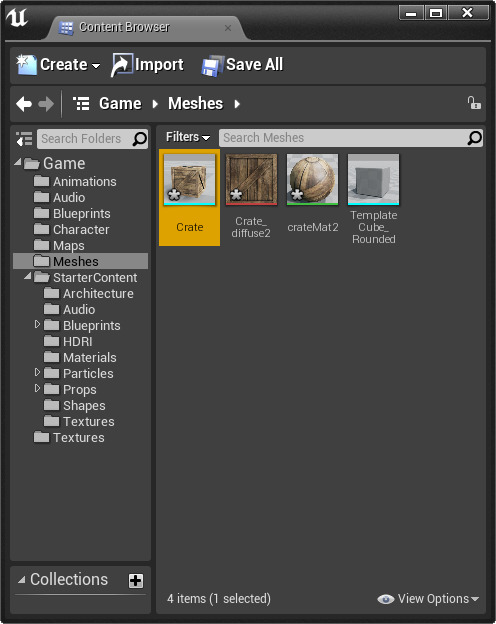 Content Browser
Create
Import
Save All
Game
Meshes
Search Folders
Filters
Search Meshes
Game
Animations
Audio
Blueprints
Character
Maps
Meshes
StarterContent
Architecture
Audio
Blueprints
HDRI
Materials
Particles
Props
Shapes
Textures
Textures
Crate
Crate_
diffuse2
crateMat2
Template
Cube_
Rounded
Collections
4 items (1 selected)
View Options